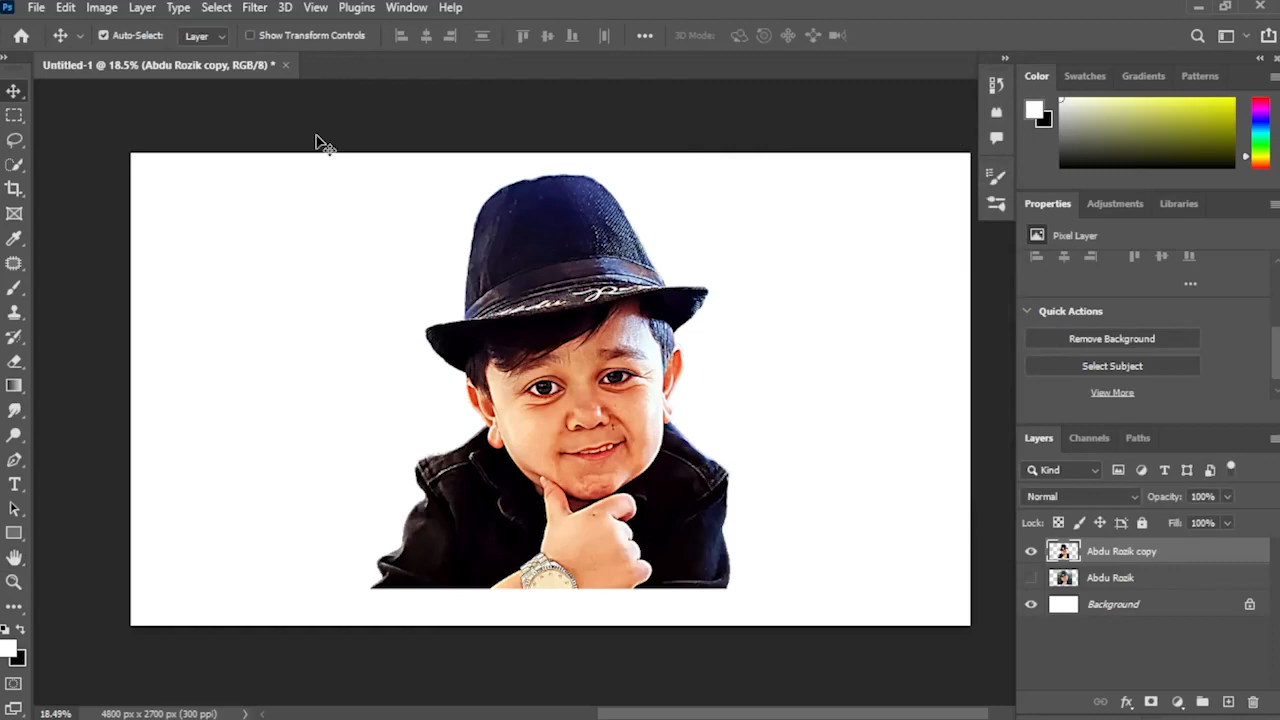 Ps File Edit Image Layer Type Select Filter 3D View Plugins Window Help
Auto-Select: Layer Show Transform Controls 3D Mode:
Untitled-1 @ 18.5% (Abdu Rozik copy, RGB/8) *
Color Swatches Gradients Patterns
Properties Adjustments Libraries
Pixel Layer
Quick Actions
Remove Background
Select Subject
View More
Layers Channels Paths
Kind
Normal Opacity: 100%
Lock: Fill: 100%
Abdu Rozik copy
Abdu Rozik
Background
18.49% 4800 px x 2700 px (300 ppi)